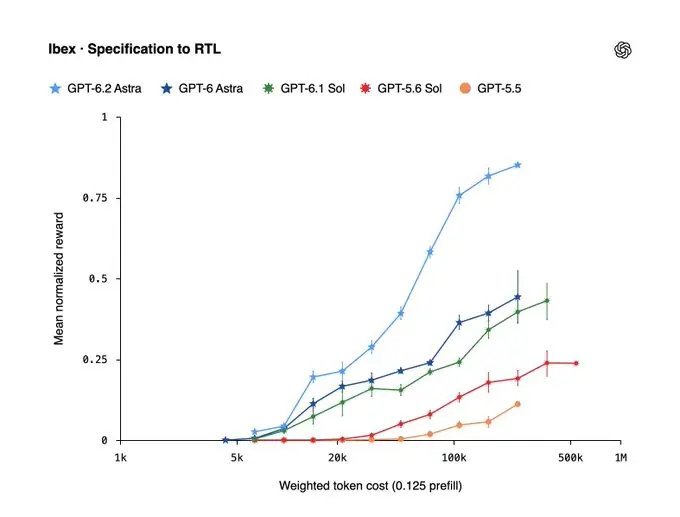 Ibex · Specification to RTL
GPT-6.2 Astra GPT-6 Astra GPT-6.1 Sol GPT-5.6 Sol GPT-5.5
1
0.75
0.5
0.25
0
Mean normalized reward
1k 5k 20k 100k 500k 1M
Weighted token cost (0.125 prefill)